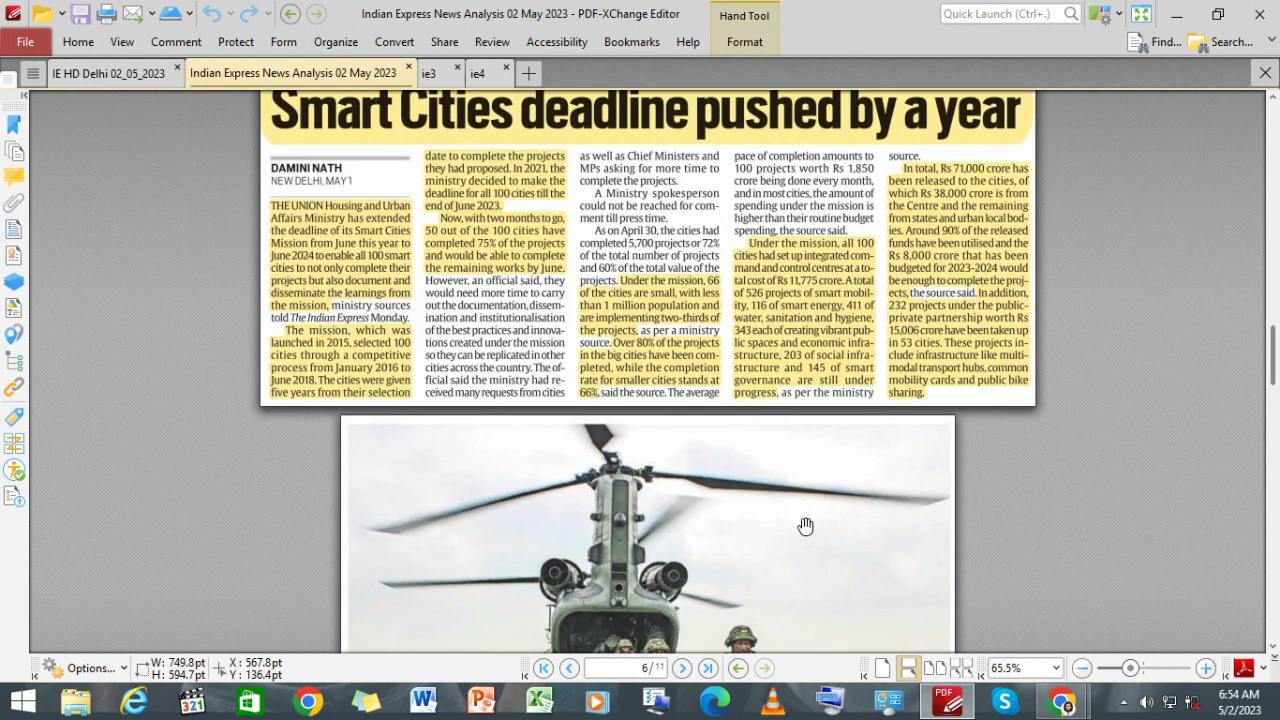 Indian Express News Analysis 02 May 2023 - PDF-XChange Editor
Hand Tool
Quick Launch (Ctrl+.)
File
Home
View
Comment
Protect
Form
Organize
Convert
Share
Review
Accessibility
Bookmarks
Help
Format
Find...
Search...
IE HD Delhi 02_05_2023
Indian Express News Analysis 02 May 2023
ie3
ie4
Smart Cities deadline pushed by a year
DAMINI NATH
NEW DELHI, MAY 1
THE UNION Housing and Urban
Affairs Ministry has extended
the deadline of its Smart Cities
Mission from June this year to
June 2024 to enable all 100 smart
cities to not only complete their
projects but also document and
disseminate the learnings from
the mission, ministry sources
told The Indian Express Monday.
The mission, which was
launched in 2015, selected 100
cities through a competitive
process from January 2016 to
June 2018. The cities were given
five years from their selection
date to complete the projects
they had proposed. In 2021, the
ministry decided to make the
deadline for all 100 cities till the
end of June 2023.
Now, with two months to go,
50 out of the 100 cities have
completed 75% of the projects
and would be able to complete
the remaining works by June.
However, an official said, they
would need more time to carry
out the documentation, dissem-
ination and institutionalisation
of the best practices and innova-
tions created under the mission
so they can be replicated in other
cities across the country. The of-
ficial said the ministry had re-
ceived many requests from cities
as well as Chief Ministers and
MPs asking for more time to
complete the projects.
A Ministry spokesperson
could not be reached for com-
ment till press time.
As on April 30, the cities had
completed 5,700 projects or 72%
of the total number of projects
and 60% of the total value of the
projects. Under the mission, 66
of the cities are small, with less
than 1 million population and
are implementing two-thirds of
the projects, as per a ministry
source. Over 80% of the projects
in the big cities have been com-
pleted, while the completion
rate for smaller cities stands at
66%, said the source. The average
pace of completion amounts to
100 projects worth Rs 1,850
crore being done every month,
and in most cities, the amount of
spending under the mission is
higher than their routine budget
spending, the source said.
Under the mission, all 100
cities had set up integrated com-
mand and control centres at a to-
tal cost of Rs 11,775 crore. A total
of 526 projects of smart mobil-
ity, 116 of smart energy, 411 of
water, sanitation and hygiene,
343 each of creating vibrant pub-
lic spaces and economic infra-
structure, 203 of social infra-
structure and 145 of smart
governance are still under
progress, as per the ministry
source.
In total, Rs 71,000 crore has
been released to the cities, of
which Rs 38,000 crore is from
the Centre and the remaining
from states and urban local bod-
ies. Around 90% of the released
funds have been utilised and the
Rs 8,000 crore that has been
budgeted for 2023-2024 would
be enough to complete the proj-
ects, the source said. In addition,
232 projects under the public-
private partnership worth Rs
15,006 crore have been taken up
in 53 cities. These projects in-
clude infrastructure like multi-
modal transport hubs, common
mobility cards and public bike
sharing.
Options...
W: 749.8pt
H: 594.7pt
X: 567.8pt
Y: 136.4pt
6/11
65.5%
321
PDF
6:54 AM
5/2/2023